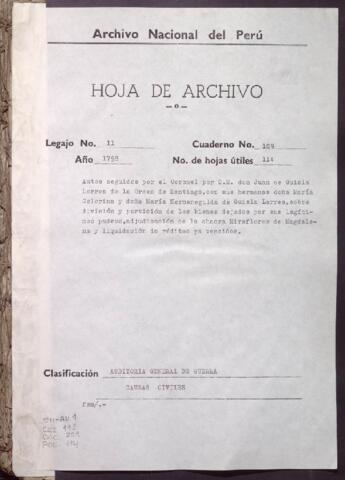 Archivo Nacional del Perú
HOJA DE ARCHIVO
—o—
Legajo No. 11 Cuaderno No. 189
Año 1798 No. de hojas útiles 114
Autos seguidos por el Coronel por S.M. don Juan de Guisla
Larrea de la Orden de Santiago, con sus hermanas doña María
Celerina y doña María Hermenegilda de Guisla Larrea, sobre
división y partición de los bienes dejados por sus legíti-
mos padres, adjudicación de la chacra Miraflores de Magdale-
na y liquidación de réditos ya vencidos.
Clasificación AUDITORIA GENERAL DE GUERRA
CAUSAS CIVILES
fmm/.-